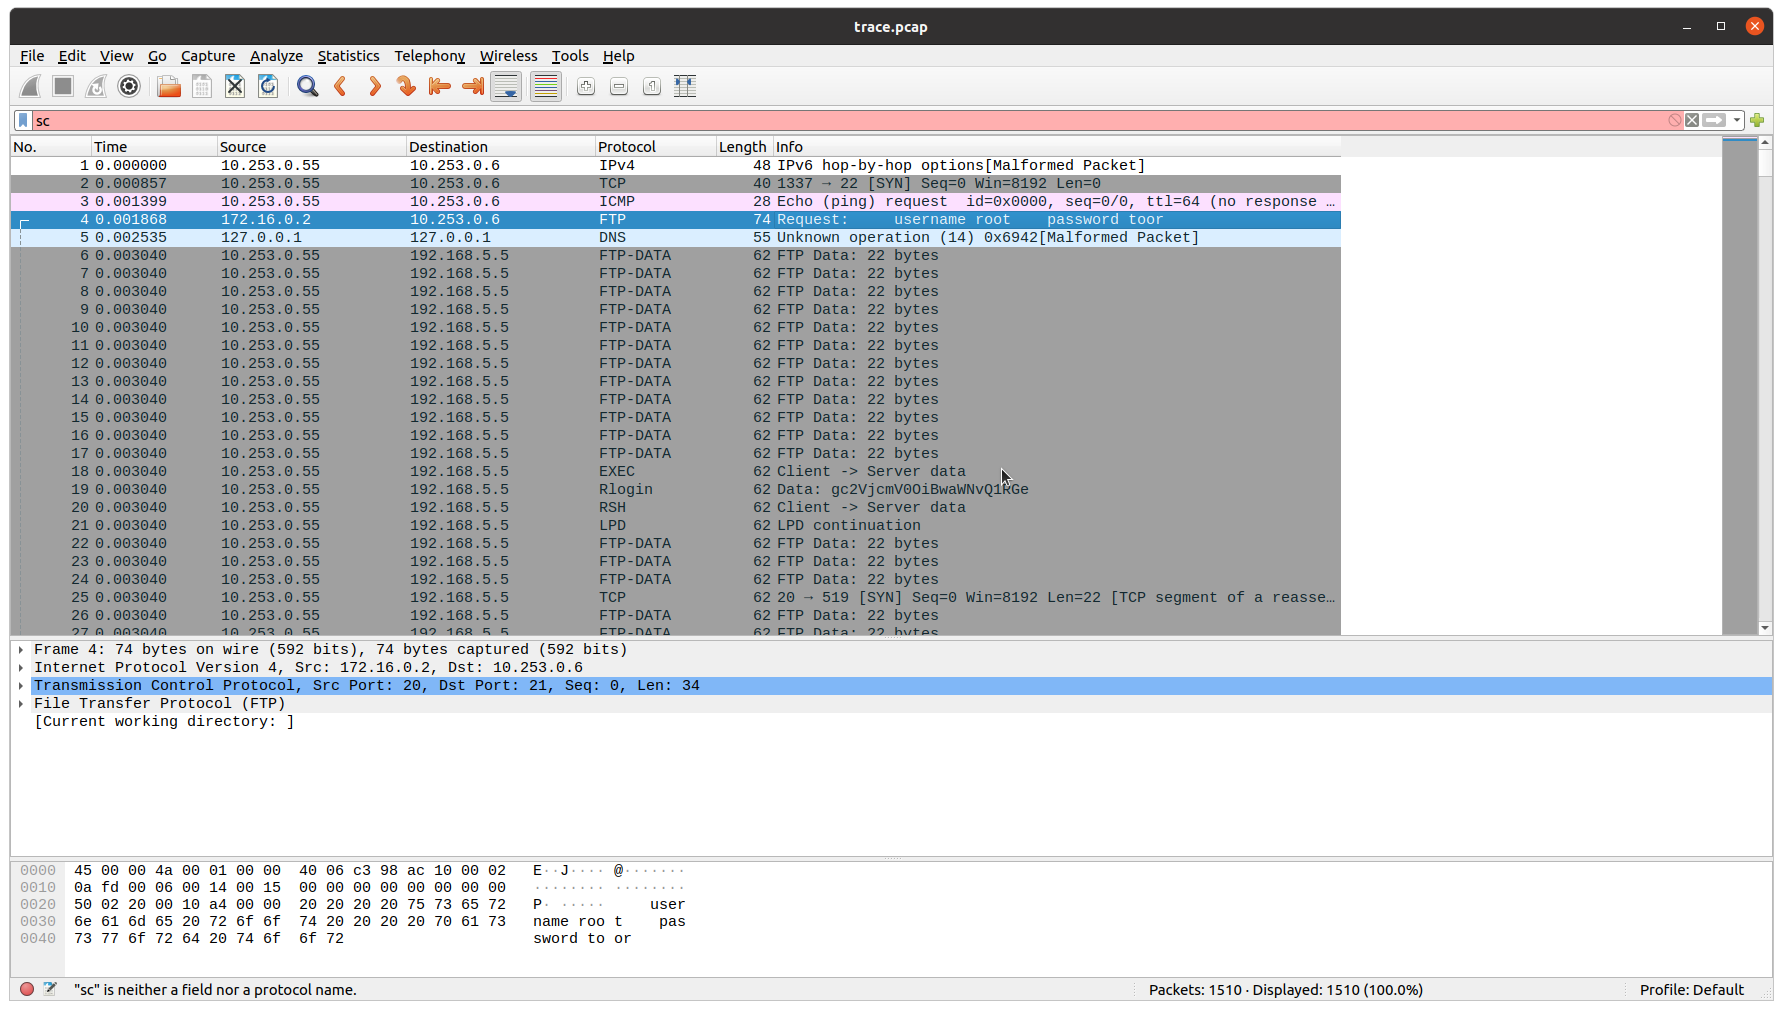 trace.pcap
File Edit View Go Capture Analyze Statistics Telephony Wireless Tools Help
sc
No. Time Source Destination Protocol Length Info
1 0.000000 10.253.0.55 10.253.0.6 IPv4 48 IPv6 hop-by-hop options[Malformed Packet]
2 0.000857 10.253.0.55 10.253.0.6 TCP 40 1337 → 22 [SYN] Seq=0 Win=8192 Len=0
3 0.001399 10.253.0.55 10.253.0.6 ICMP 28 Echo (ping) request id=0x0000, seq=0/0, ttl=64 (no response …
4 0.001868 172.16.0.2 10.253.0.6 FTP 74 Request: username root password toor
5 0.002535 127.0.0.1 127.0.0.1 DNS 55 Unknown operation (14) 0x6942[Malformed Packet]
6 0.003040 10.253.0.55 192.168.5.5 FTP-DATA 62 FTP Data: 22 bytes
7 0.003040 10.253.0.55 192.168.5.5 FTP-DATA 62 FTP Data: 22 bytes
8 0.003040 10.253.0.55 192.168.5.5 FTP-DATA 62 FTP Data: 22 bytes
9 0.003040 10.253.0.55 192.168.5.5 FTP-DATA 62 FTP Data: 22 bytes
10 0.003040 10.253.0.55 192.168.5.5 FTP-DATA 62 FTP Data: 22 bytes
11 0.003040 10.253.0.55 192.168.5.5 FTP-DATA 62 FTP Data: 22 bytes
12 0.003040 10.253.0.55 192.168.5.5 FTP-DATA 62 FTP Data: 22 bytes
13 0.003040 10.253.0.55 192.168.5.5 FTP-DATA 62 FTP Data: 22 bytes
14 0.003040 10.253.0.55 192.168.5.5 FTP-DATA 62 FTP Data: 22 bytes
15 0.003040 10.253.0.55 192.168.5.5 FTP-DATA 62 FTP Data: 22 bytes
16 0.003040 10.253.0.55 192.168.5.5 FTP-DATA 62 FTP Data: 22 bytes
17 0.003040 10.253.0.55 192.168.5.5 FTP-DATA 62 FTP Data: 22 bytes
18 0.003040 10.253.0.55 192.168.5.5 EXEC 62 Client -> Server data
19 0.003040 10.253.0.55 192.168.5.5 Rlogin 62 Data: gc2VjcmV0OiBwaWNvQ1RGe
20 0.003040 10.253.0.55 192.168.5.5 RSH 62 Client -> Server data
21 0.003040 10.253.0.55 192.168.5.5 LPD 62 LPD continuation
22 0.003040 10.253.0.55 192.168.5.5 FTP-DATA 62 FTP Data: 22 bytes
23 0.003040 10.253.0.55 192.168.5.5 FTP-DATA 62 FTP Data: 22 bytes
24 0.003040 10.253.0.55 192.168.5.5 FTP-DATA 62 FTP Data: 22 bytes
25 0.003040 10.253.0.55 192.168.5.5 TCP 62 20 → 519 [SYN] Seq=0 Win=8192 Len=22 [TCP segment of a reasse…
26 0.003040 10.253.0.55 192.168.5.5 FTP-DATA 62 FTP Data: 22 bytes
27 0.003040 10.253.0.55 192.168.5.5 FTP-DATA 62 FTP Data: 22 bytes
Frame 4: 74 bytes on wire (592 bits), 74 bytes captured (592 bits)
Internet Protocol Version 4, Src: 172.16.0.2, Dst: 10.253.0.6
Transmission Control Protocol, Src Port: 20, Dst Port: 21, Seq: 0, Len: 34
File Transfer Protocol (FTP)
[Current working directory: ]
0000 45 00 00 4a 00 01 00 00 40 06 c3 98 ac 10 00 02 E··J···· @·······
0010 0a fd 00 06 00 14 00 15 00 00 00 00 00 00 00 00 ········ ········
0020 50 02 20 00 10 a4 00 00 20 20 20 20 75 73 65 72 P· ····· user
0030 6e 61 6d 65 20 72 6f 6f 74 20 20 20 20 70 61 73 name roo t pas
0040 73 77 6f 72 64 20 74 6f 6f 72 sword to or
"sc" is neither a field nor a protocol name. Packets: 1510 · Displayed: 1510 (100.0%) Profile: Default